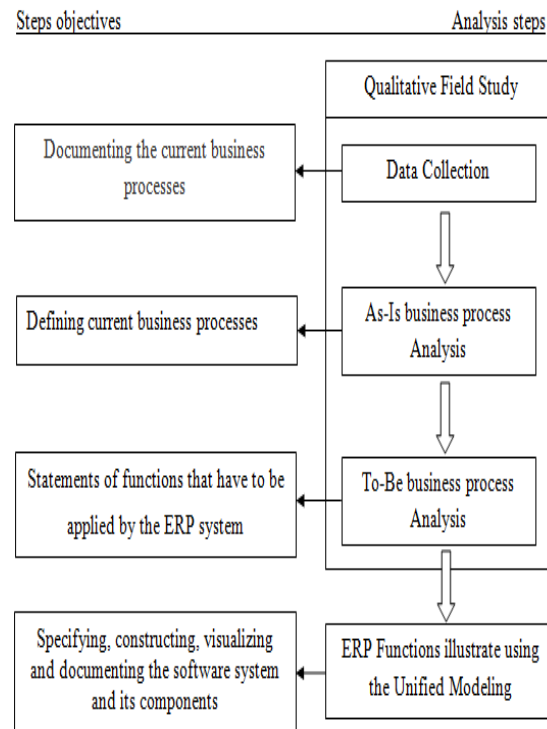 Steps objectives
Analysis steps
Qualitative Field Study
Documenting the current business
processes
Data Collection
Defining current business processes
As-Is business process
Analysis
Statements of functions that have to be
applied by the ERP system
To-Be business process
Analysis
Specifying, constructing, visualizing
and documenting the software system
and its components
ERP Functions illustrate using
the Unified Modeling